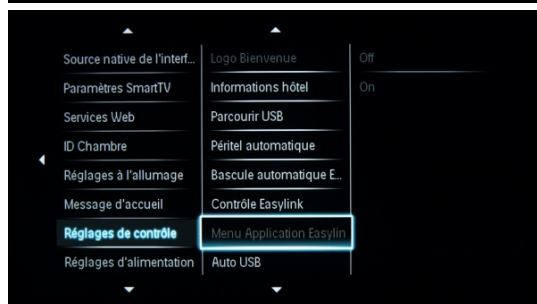 Source native de l'interf...
Paramètres SmartTV
Services Web
ID Chambre
Réglages à l'allumage
Message d'accueil
Réglages de contrôle
Réglages d'alimentation
Logo Bienvenue
Informations hôtel
Parcourir USB
Péritel automatique
Bascule automatique E...
Contrôle Easylink
Menu Application Easylin
Auto USB
Off
On